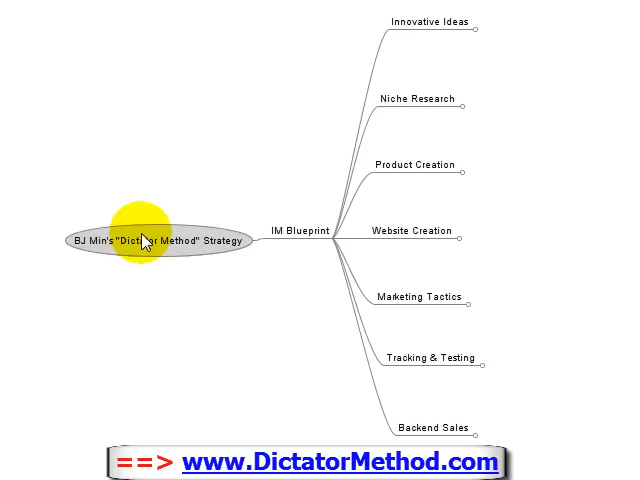 Innovative Ideas
Niche Research
Product Creation
BJ Min's "Dictator Method" Strategy
IM Blueprint
Website Creation
Marketing Tactics
Tracking & Testing
Backend Sales
==> www.DictatorMethod.com